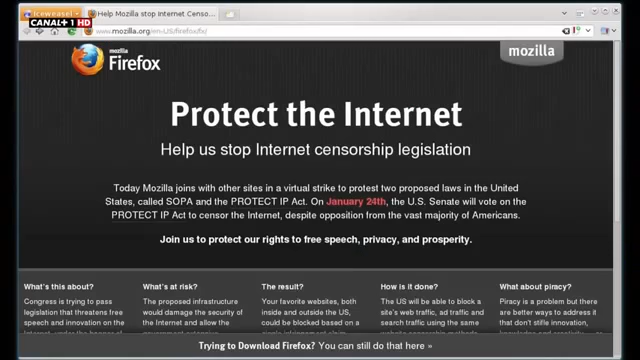 Iceweasel
CANAL+ 1 HD
Help Mozilla stop Internet Censo...
www.mozilla.org/en-US/firefox/fx/
mozilla
Firefox
mozilla
Protect the Internet
Help us stop Internet censorship legislation
Today Mozilla joins with other sites in a virtual strike to protest two proposed laws in the United
States, called SOPA and the PROTECT IP Act. On January 24th, the U.S. Senate will vote on the
PROTECT IP Act to censor the Internet, despite opposition from the vast majority of Americans.
Join us to protect our rights to free speech, privacy, and prosperity.
What's this about?
Congress is trying to pass
legislation that threatens free
speech and innovation on the
What's at risk?
The proposed infrastructure
would damage the security of
the Internet and allow the
The result?
Your favorite websites, both
inside and outside the US,
could be blocked based on a
How is it done?
The US will be able to block a
site's web traffic, ad traffic and
search traffic using the same
What about piracy?
Piracy is a problem but there
are better ways to address it
that don't stifle innovation,
Trying to Download Firefox? You can still do that here »